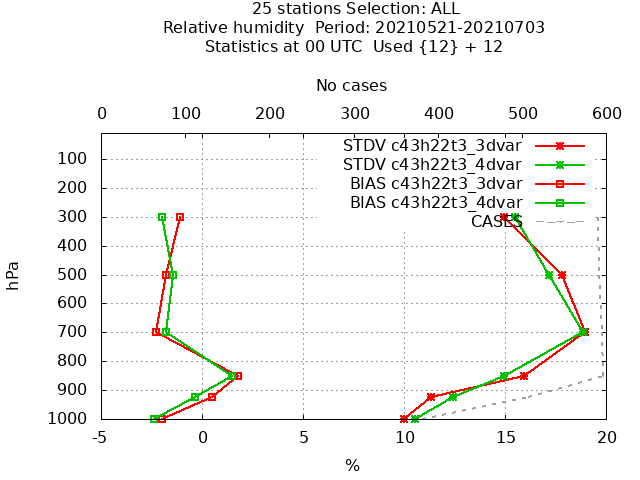 25 stations Selection: ALL
Relative humidity  Period: 20210521-20210703
Statistics at 00 UTC  Used {12} + 12
No cases
0 100 200 300 400 500 600
STDV c43h22t3_3dvar
STDV c43h22t3_4dvar
BIAS c43h22t3_3dvar
BIAS c43h22t3_4dvar
CASES
hPa
100
200
300
400
500
600
700
800
900
1000
-5 0 5 10 15 20
%